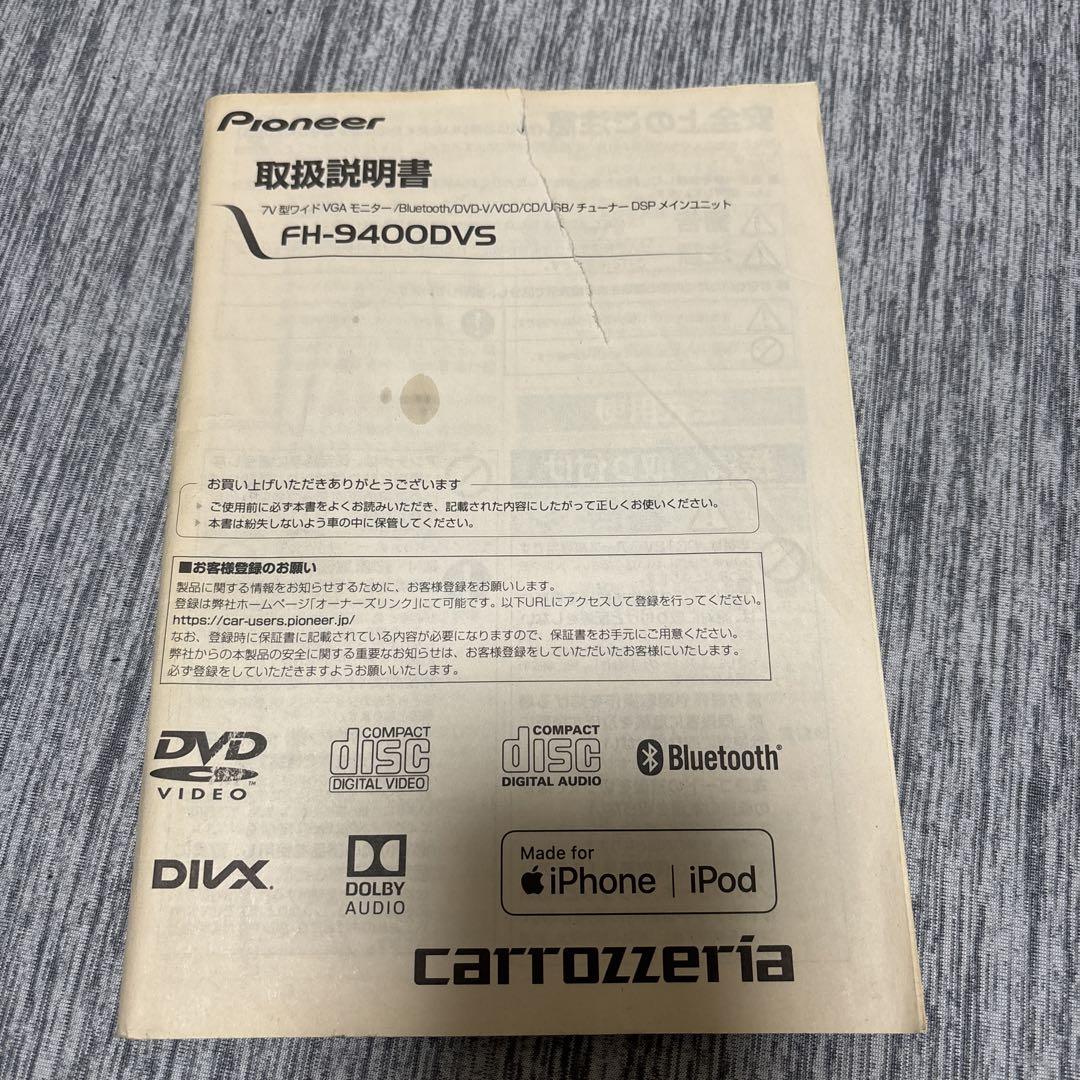 Pioneer
取扱説明書
7V型ワイドVGA モニター/Bluetooth/DVD-V/VCD/CD/USB/チューナー DSP メインユニット
FH-9400DVS
お買い上げいただきありがとうございます
ご使用前に必ず本書をよくお読みいただき、記載された内容にしたがって正しくお使いください。
本書は紛失しないよう車の中に保管してください。
■お客様登録のお願い
製品に関する情報をお知らせするために、お客様登録をお願いします。
登録は弊社ホームページ「オーナーズリンク」にて可能です。以下URLにアクセスして登録を行ってください。
https://car-users.pioneer.jp/
なお、登録時に保証書に記載されている内容が必要になりますので、保証書をお手元にご用意ください。
弊社からの本製品の安全に関する重要なお知らせは、お客様登録をしていただいたお客様にいたします。
必ず登録をしていただきますようお願いいたします。
DVD VIDEO
COMPACT disc DIGITAL VIDEO
COMPACT disc DIGITAL AUDIO
Bluetooth®
DIVX.
DOLBY AUDIO
Made for
iPhone | iPod
carrozzeria